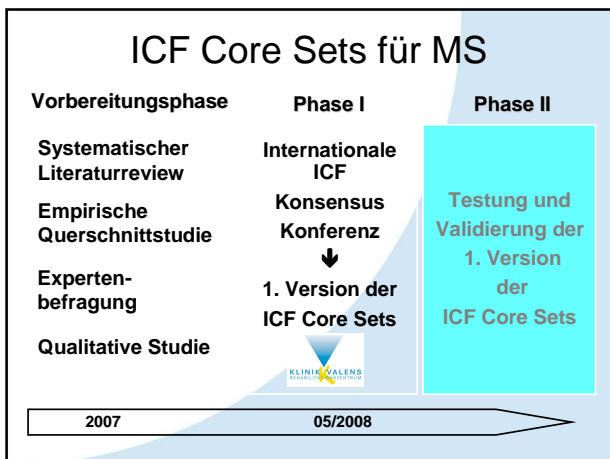 ICF Core Sets für MS
Vorbereitungsphase
Systematischer
Literaturreview
Empirische
Querschnittstudie
Experten-
befragung
Qualitative Studie
Phase I
Internationale
ICF
Konsensus
Konferenz
1. Version der
ICF Core Sets
KLINIK VALENS
REHABILITATIONSZENTRUM
Phase II
Testung und
Validierung der
1. Version
der
ICF Core Sets
2007 05/2008